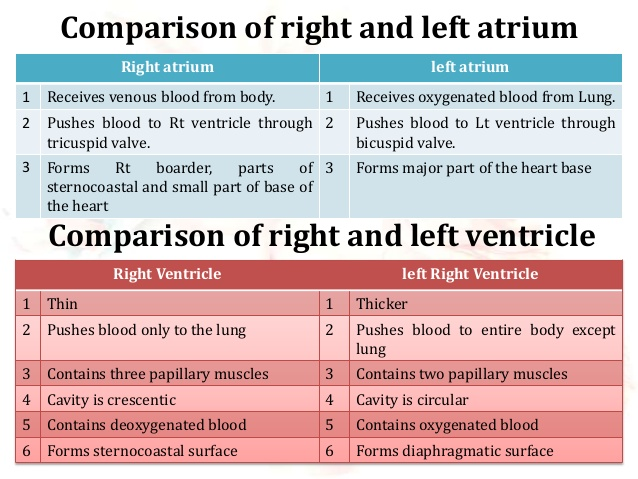 Comparison of right and left atrium
Right atrium
left atrium
1 Receives venous blood from body.
1 Receives oxygenated blood from Lung.
2 Pushes blood to Rt ventricle through
tricuspid valve.
2 Pushes blood to Lt ventricle through
bicuspid valve.
3 Forms Rt boarder, parts of
sternocoastal and small part of base of
the heart
3 Forms major part of the heart base
Comparison of right and left ventricle
Right Ventricle
left Right Ventricle
1 Thin
1 Thicker
2 Pushes blood only to the lung
2 Pushes blood to entire body except
lung
3 Contains three papillary muscles
3 Contains two papillary muscles
4 Cavity is crescentic
4 Cavity is circular
5 Contains deoxygenated blood
5 Contains oxygenated blood
6 Forms sternocoastal surface
6 Forms diaphragmatic surface